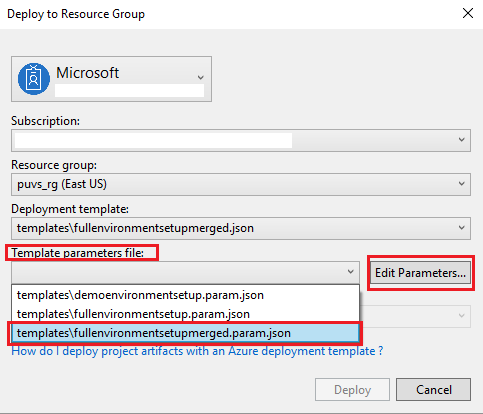 Deploy to Resource Group
Microsoft
Subscription:
Resource group:
puvs_rg (East US)
Deployment template:
templates\fullenvironmentsetupmerged.json
Template parameters file:
Edit Parameters...
templates\demoenvironmentsetup.param.json
templates\fullenvironmentsetup.param.json
templates\fullenvironmentsetupmerged.param.json
How do I deploy project artifacts with an Azure deployment template ?
Deploy
Cancel